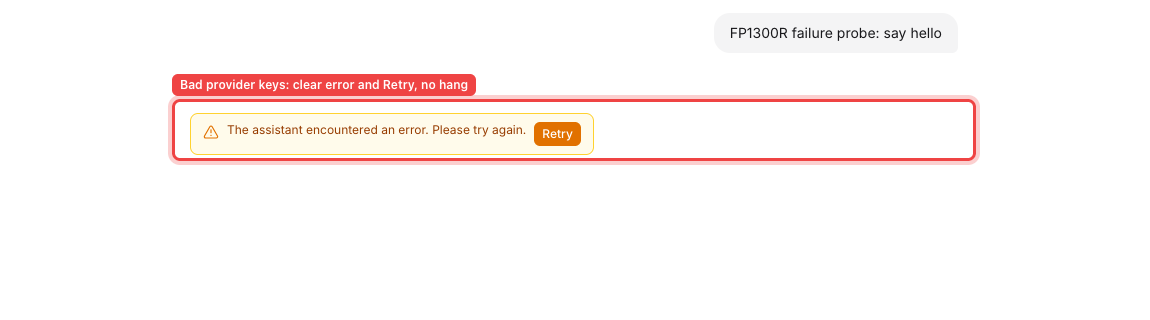 FP1300R failure probe: say hello
Bad provider keys: clear error and Retry, no hang
The assistant encountered an error. Please try again. Retry